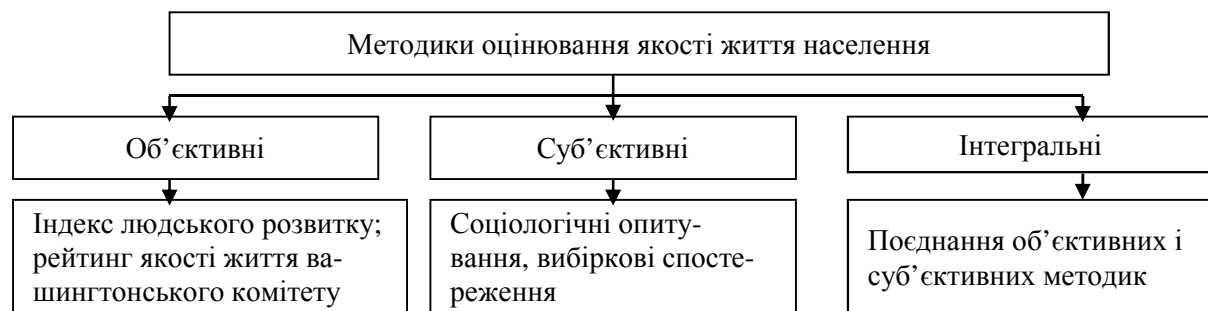 Методики оцінювання якості життя населення
Об’єктивні
Суб’єктивні
Інтегральні
Індекс людського розвитку;
рейтинг якості життя ва-
шингтонського комітету
Соціологічні опиту-
вання, вибіркові спосте-
реження
Поєднання об’єктивних і
суб’єктивних методик